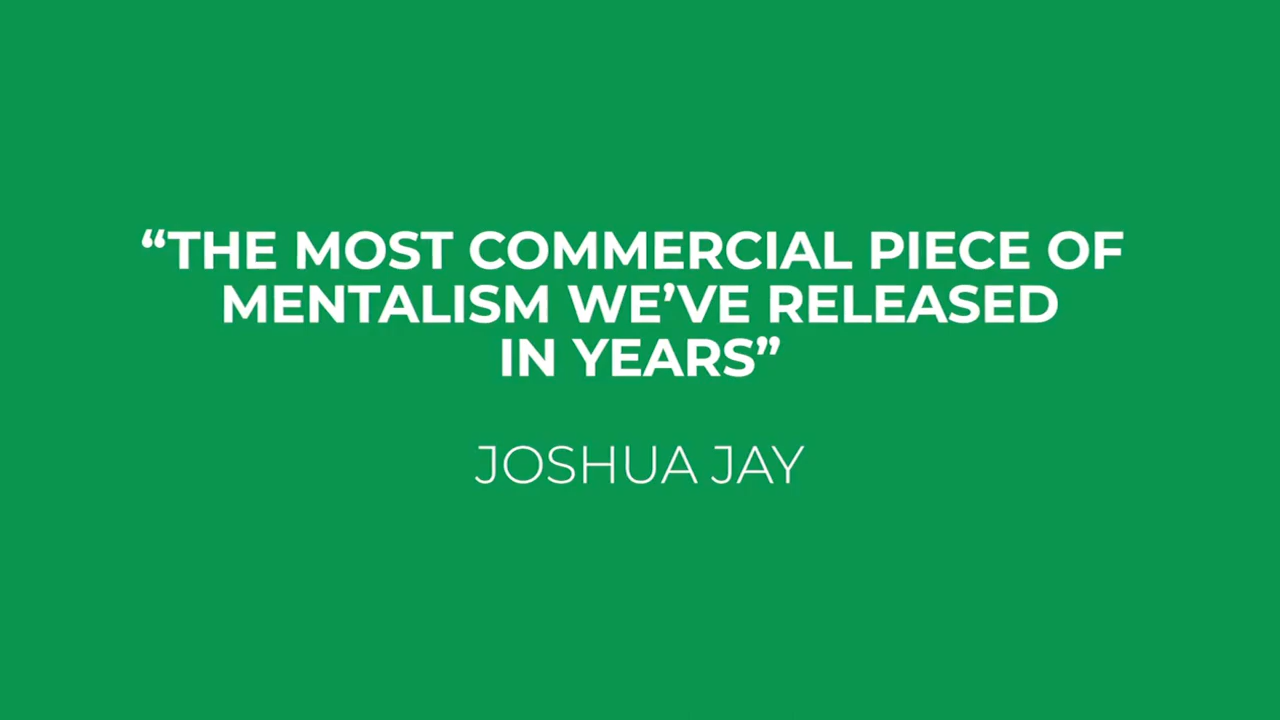 “THE MOST COMMERCIAL PIECE OF
MENTALISM WE’VE RELEASED
IN YEARS”
JOSHUA JAY